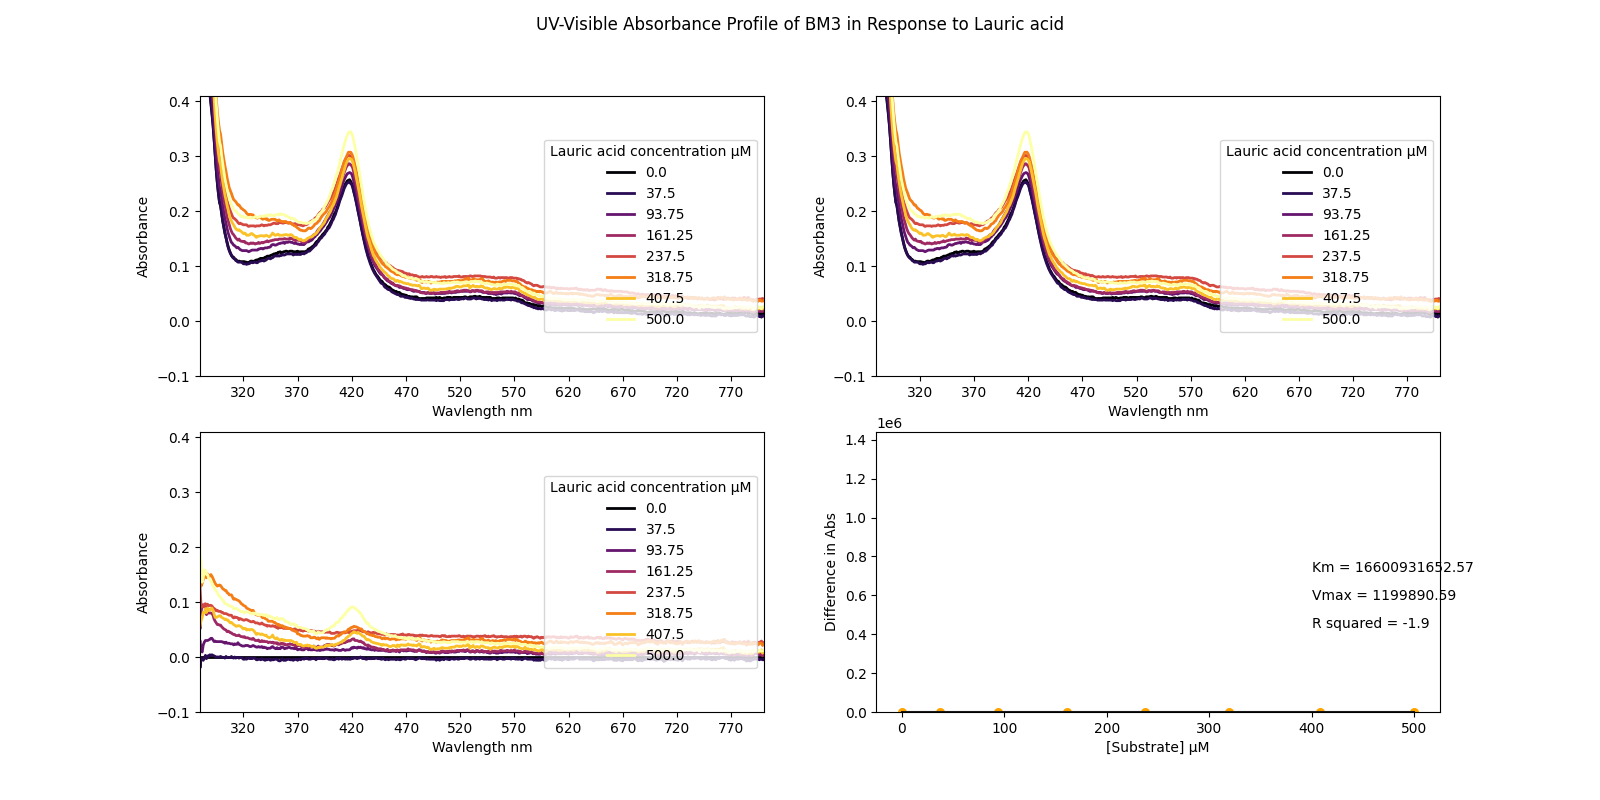 UV-Visible Absorbance Profile of BM3 in Response to Lauric acid
0.4
0.3
0.2
0.1
0.0
−0.1
Absorbance
320 370 420 470 520 570 620 670 720 770
Wavlength nm
Lauric acid concentration μM
0.0
37.5
93.75
161.25
237.5
318.75
407.5
500.0
0.4
0.3
0.2
0.1
0.0
−0.1
Absorbance
320 370 420 470 520 570 620 670 720 770
Wavlength nm
Lauric acid concentration μM
0.0
37.5
93.75
161.25
237.5
318.75
407.5
500.0
0.4
0.3
0.2
0.1
0.0
−0.1
Absorbance
320 370 420 470 520 570 620 670 720 770
Wavlength nm
Lauric acid concentration μM
0.0
37.5
93.75
161.25
237.5
318.75
407.5
500.0
1e6
1.4
1.2
1.0
0.8
0.6
0.4
0.2
0.0
Difference in Abs
Km = 16600931652.57
Vmax = 1199890.59
R squared = -1.9
0 100 200 300 400 500
[Substrate] μM